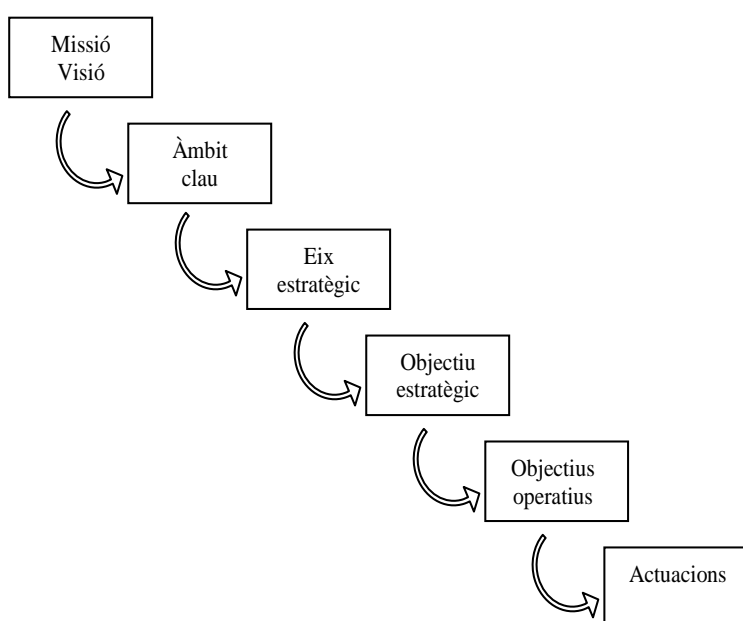 Missió
Visió
Àmbit
clau
Eix
estratègic
Objectiu
estratègic
Objectius
operatius
Actuacions